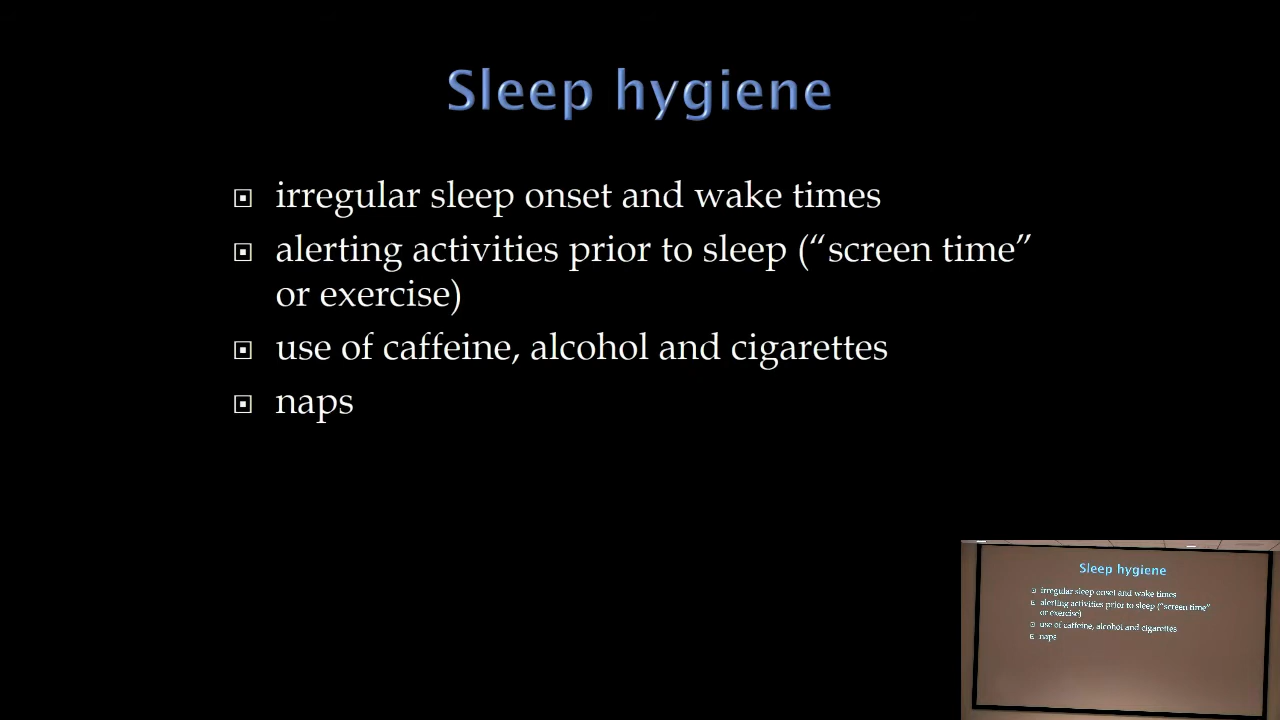 Sleep hygiene
irregular sleep onset and wake times
alerting activities prior to sleep (“screen time”
or exercise)
use of caffeine, alcohol and cigarettes
naps
Sleep hygiene
irregular sleep onset and wake times
alerting activities prior to sleep (“screen time”
or exercise)
use of caffeine, alcohol and cigarettes
naps